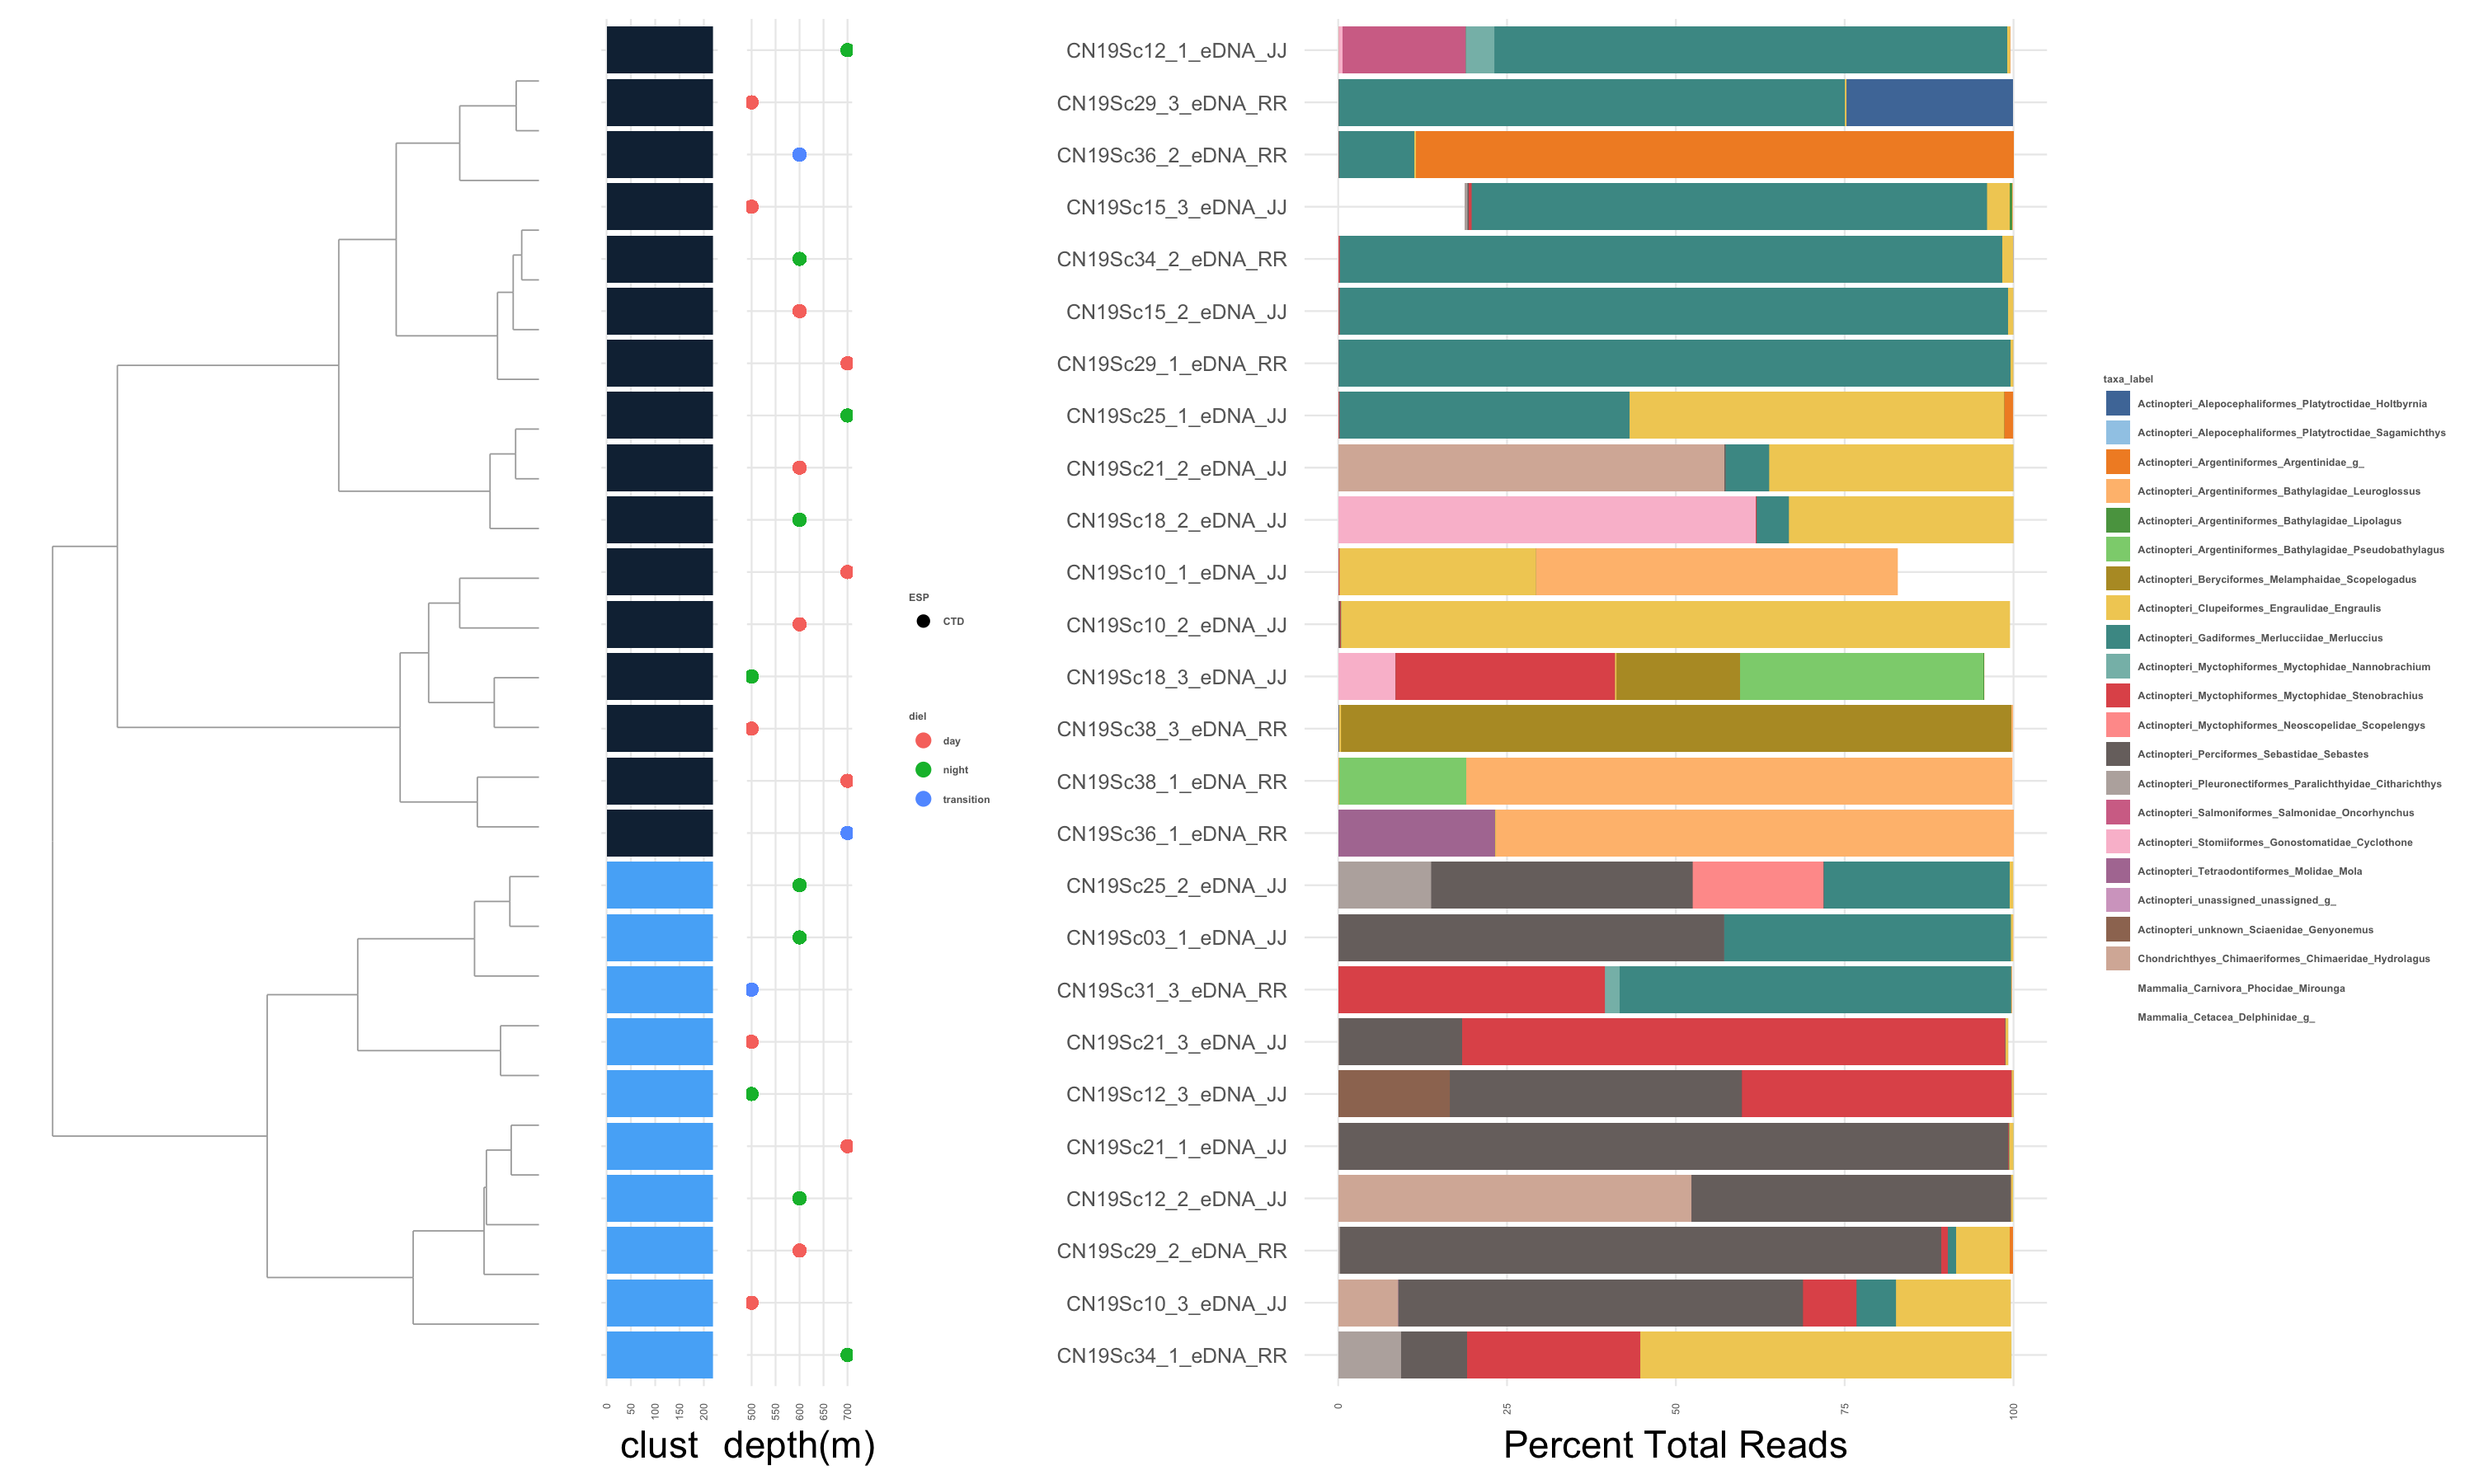 CN19Sc12_1_eDNA_JJ
CN19Sc29_3_eDNA_RR
CN19Sc36_2_eDNA_RR
CN19Sc15_3_eDNA_JJ
CN19Sc34_2_eDNA_RR
CN19Sc15_2_eDNA_JJ
CN19Sc29_1_eDNA_RR
CN19Sc25_1_eDNA_JJ
CN19Sc21_2_eDNA_JJ
CN19Sc18_2_eDNA_JJ
CN19Sc10_1_eDNA_JJ
CN19Sc10_2_eDNA_JJ
CN19Sc18_3_eDNA_JJ
CN19Sc38_3_eDNA_RR
CN19Sc38_1_eDNA_RR
CN19Sc36_1_eDNA_RR
CN19Sc25_2_eDNA_JJ
CN19Sc03_1_eDNA_JJ
CN19Sc31_3_eDNA_RR
CN19Sc21_3_eDNA_JJ
CN19Sc12_3_eDNA_JJ
CN19Sc21_1_eDNA_JJ
CN19Sc12_2_eDNA_JJ
CN19Sc29_2_eDNA_RR
CN19Sc10_3_eDNA_JJ
CN19Sc34_1_eDNA_RR
ESP
CTD
diel
day
night
transition
taxa_label
Actinopteri_Alepocephaliformes_Platytroctidae_Holtbyrnia
Actinopteri_Alepocephaliformes_Platytroctidae_Sagamichthys
Actinopteri_Argentiniformes_Argentinidae_g_
Actinopteri_Argentiniformes_Bathylagidae_Leuroglossus
Actinopteri_Argentiniformes_Bathylagidae_Lipolagus
Actinopteri_Argentiniformes_Bathylagidae_Pseudobathylagus
Actinopteri_Beryciformes_Melamphaidae_Scopelogadus
Actinopteri_Clupeiformes_Engraulidae_Engraulis
Actinopteri_Gadiformes_Merlucciidae_Merluccius
Actinopteri_Myctophiformes_Myctophidae_Nannobrachium
Actinopteri_Myctophiformes_Myctophidae_Stenobrachius
Actinopteri_Myctophiformes_Neoscopelidae_Scopelengys
Actinopteri_Perciformes_Sebastidae_Sebastes
Actinopteri_Pleuronectiformes_Paralichthyidae_Citharichthys
Actinopteri_Salmoniformes_Salmonidae_Oncorhynchus
Actinopteri_Stomiiformes_Gonostomatidae_Cyclothone
Actinopteri_Tetraodontiformes_Molidae_Mola
Actinopteri_unassigned_unassigned_g_
Actinopteri_unknown_Sciaenidae_Genyonemus
Chondrichthyes_Chimaeriformes_Chimaeridae_Hydrolagus
Mammalia_Carnivora_Phocidae_Mirounga
Mammalia_Cetacea_Delphinidae_g_
0 50 100 150 200
500 550 600 650 700
0 25 50 75 100
clust
depth(m)
Percent Total Reads